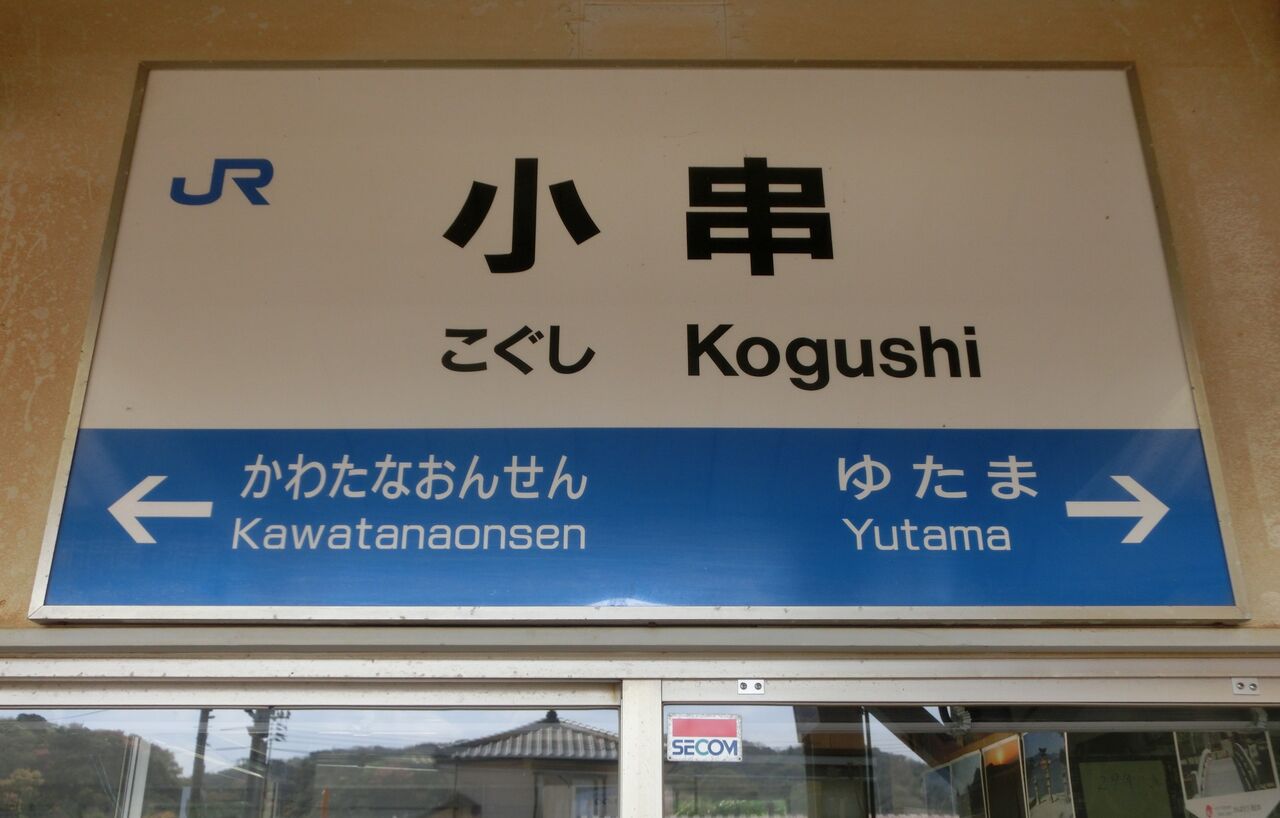 JR
小串
こぐし Kogushi
← かわたなおんせん
Kawatanaonsen
ゆたま →
Yutama
SECOM